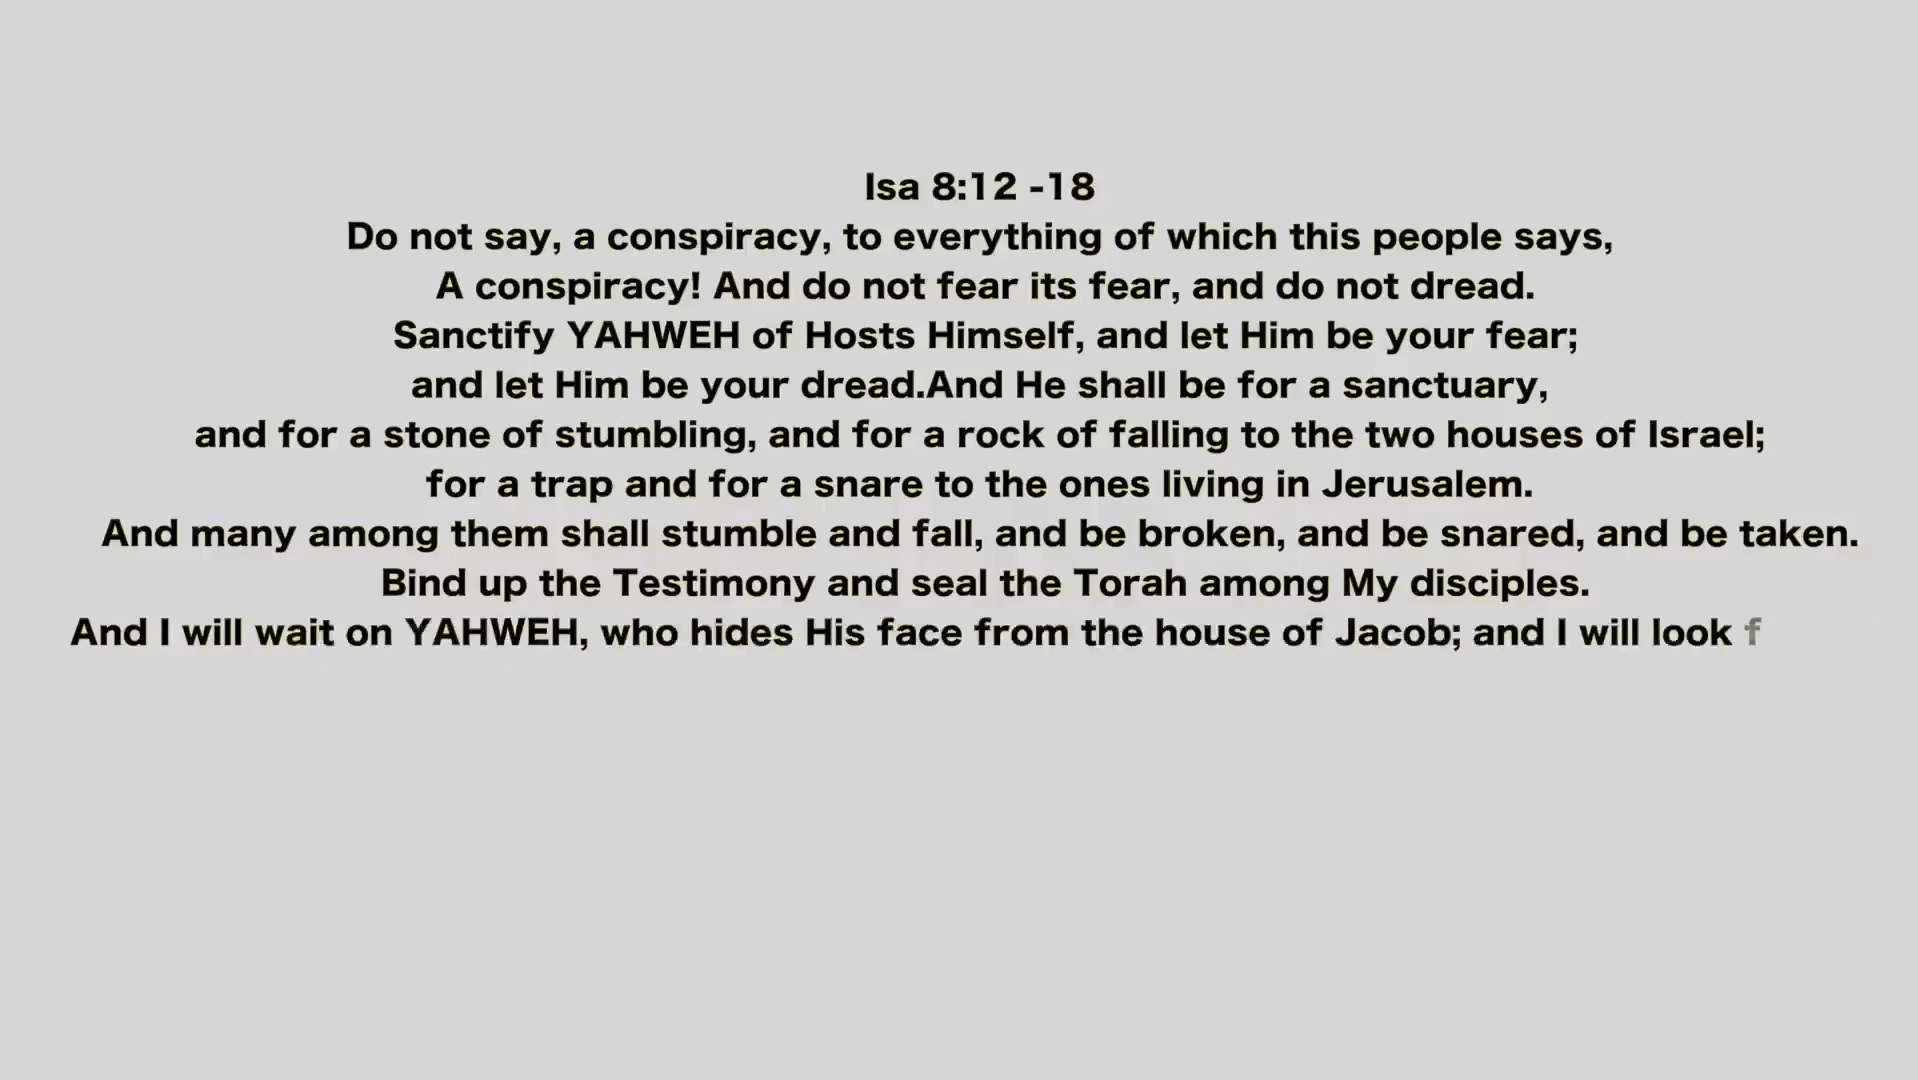 Isa 8:12 -18
Do not say, a conspiracy, to everything of which this people says,
A conspiracy! And do not fear its fear, and do not dread.
Sanctify YAHWEH of Hosts Himself, and let Him be your fear;
and let Him be your dread.And He shall be for a sanctuary,
and for a stone of stumbling, and for a rock of falling to the two houses of Israel;
for a trap and for a snare to the ones living in Jerusalem.
And many among them shall stumble and fall, and be broken, and be snared, and be taken.
Bind up the Testimony and seal the Torah among My disciples.
And I will wait on YAHWEH, who hides His face from the house of Jacob; and I will look f